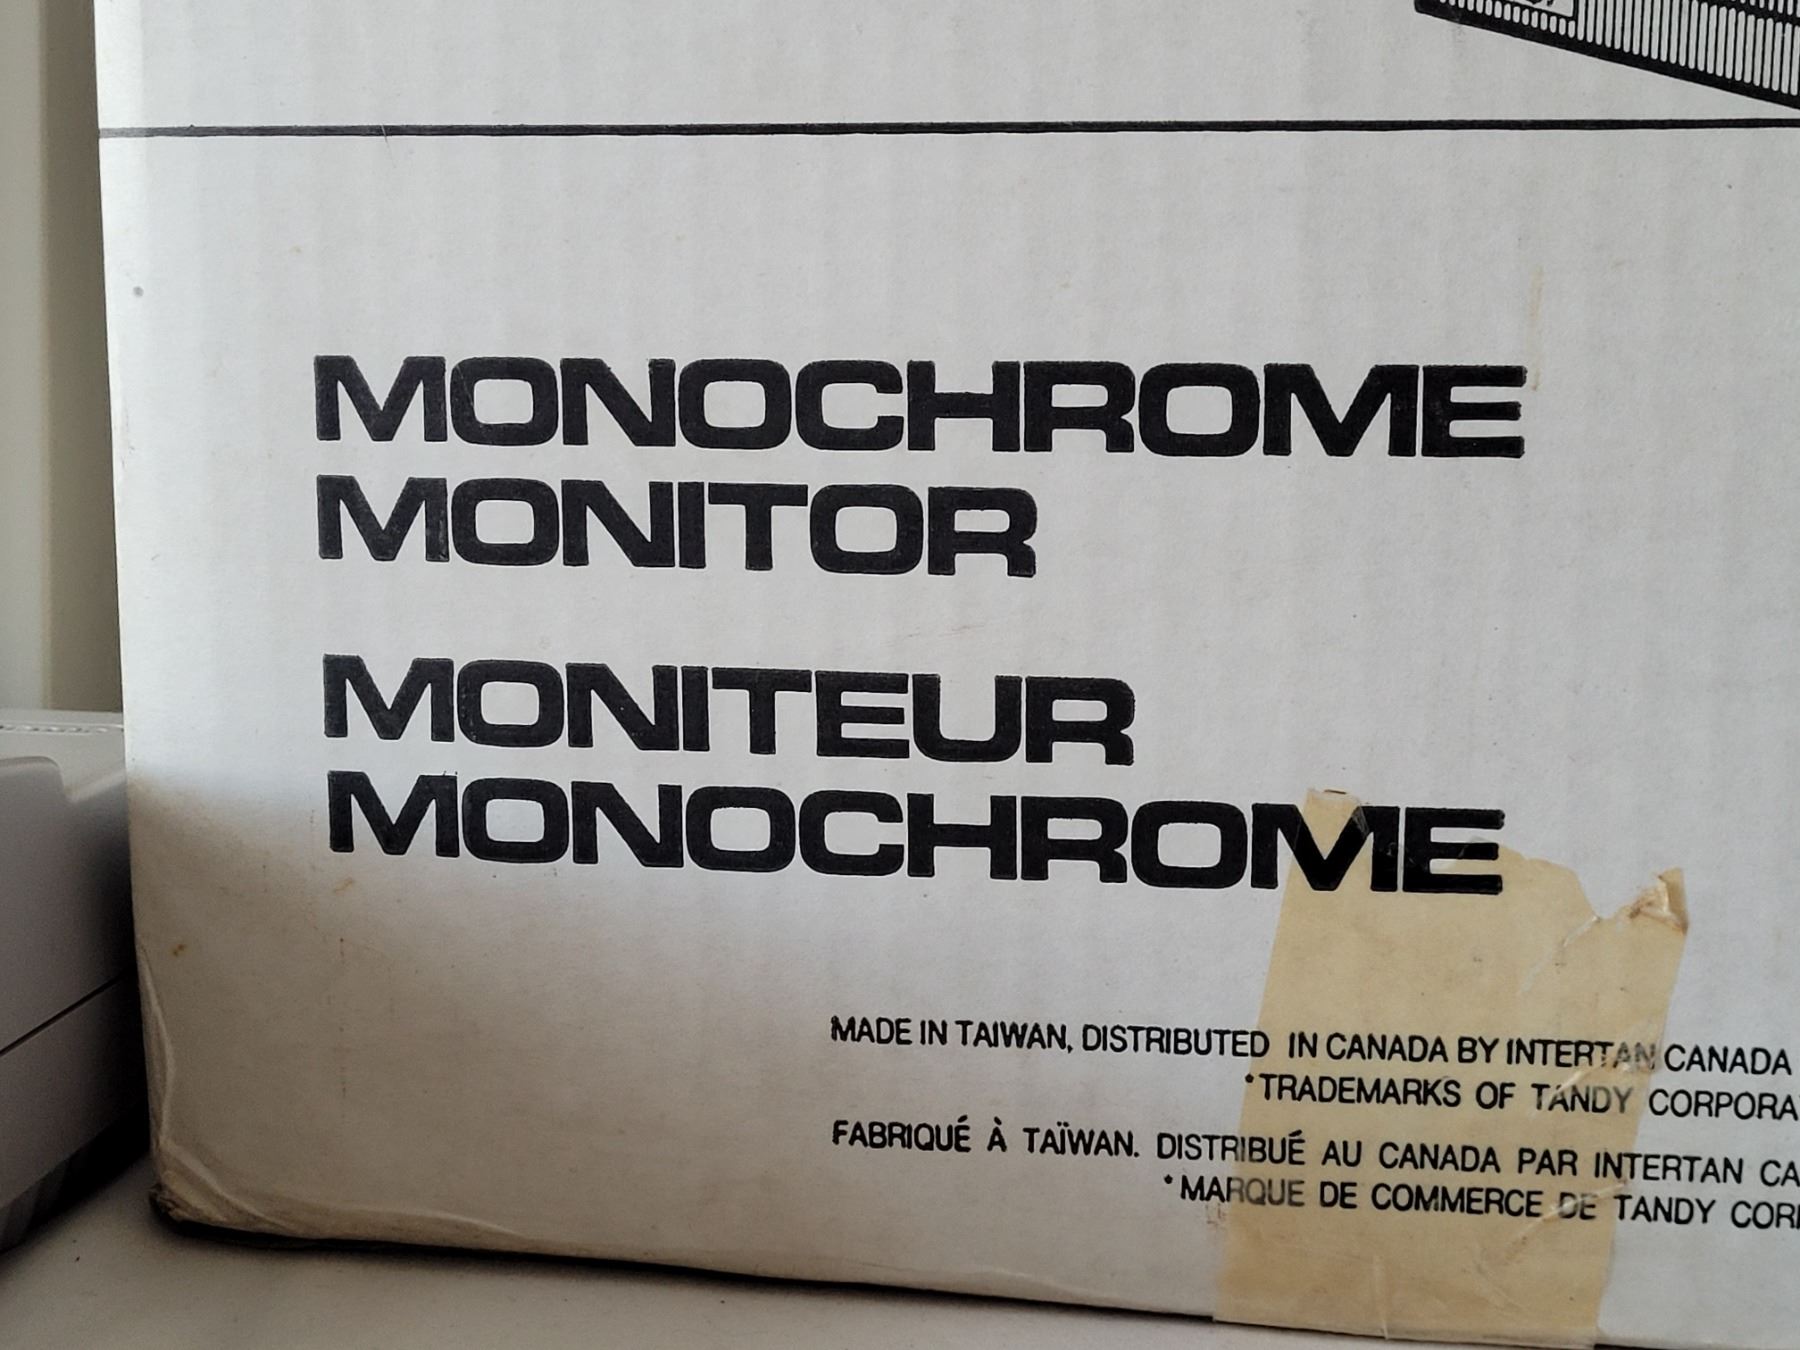 MONOCHROME
MONITOR
MONITEUR
MONOCHROME
MADE IN TAIWAN, DISTRIBUTED IN CANADA BY INTERTAN CANADA
*TRADEMARKS OF TANDY
FABRIQUÉ À TAÏWAN. DISTRIBUÉ AU CANADA PAR INTERTAN
*MARQUE DE COMMERCE DE TANDY